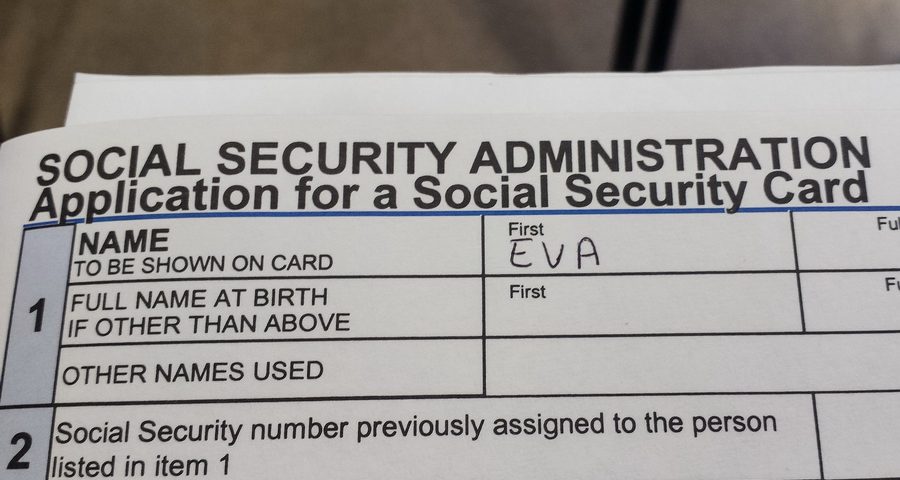 SOCIAL SECURITY ADMINISTRATION
Application for a Social Security Card
1
NAME
TO BE SHOWN ON CARD
First
EVA
FULL NAME AT BIRTH
IF OTHER THAN ABOVE
First
OTHER NAMES USED
2
Social Security number previously assigned to the person
listed in item 1